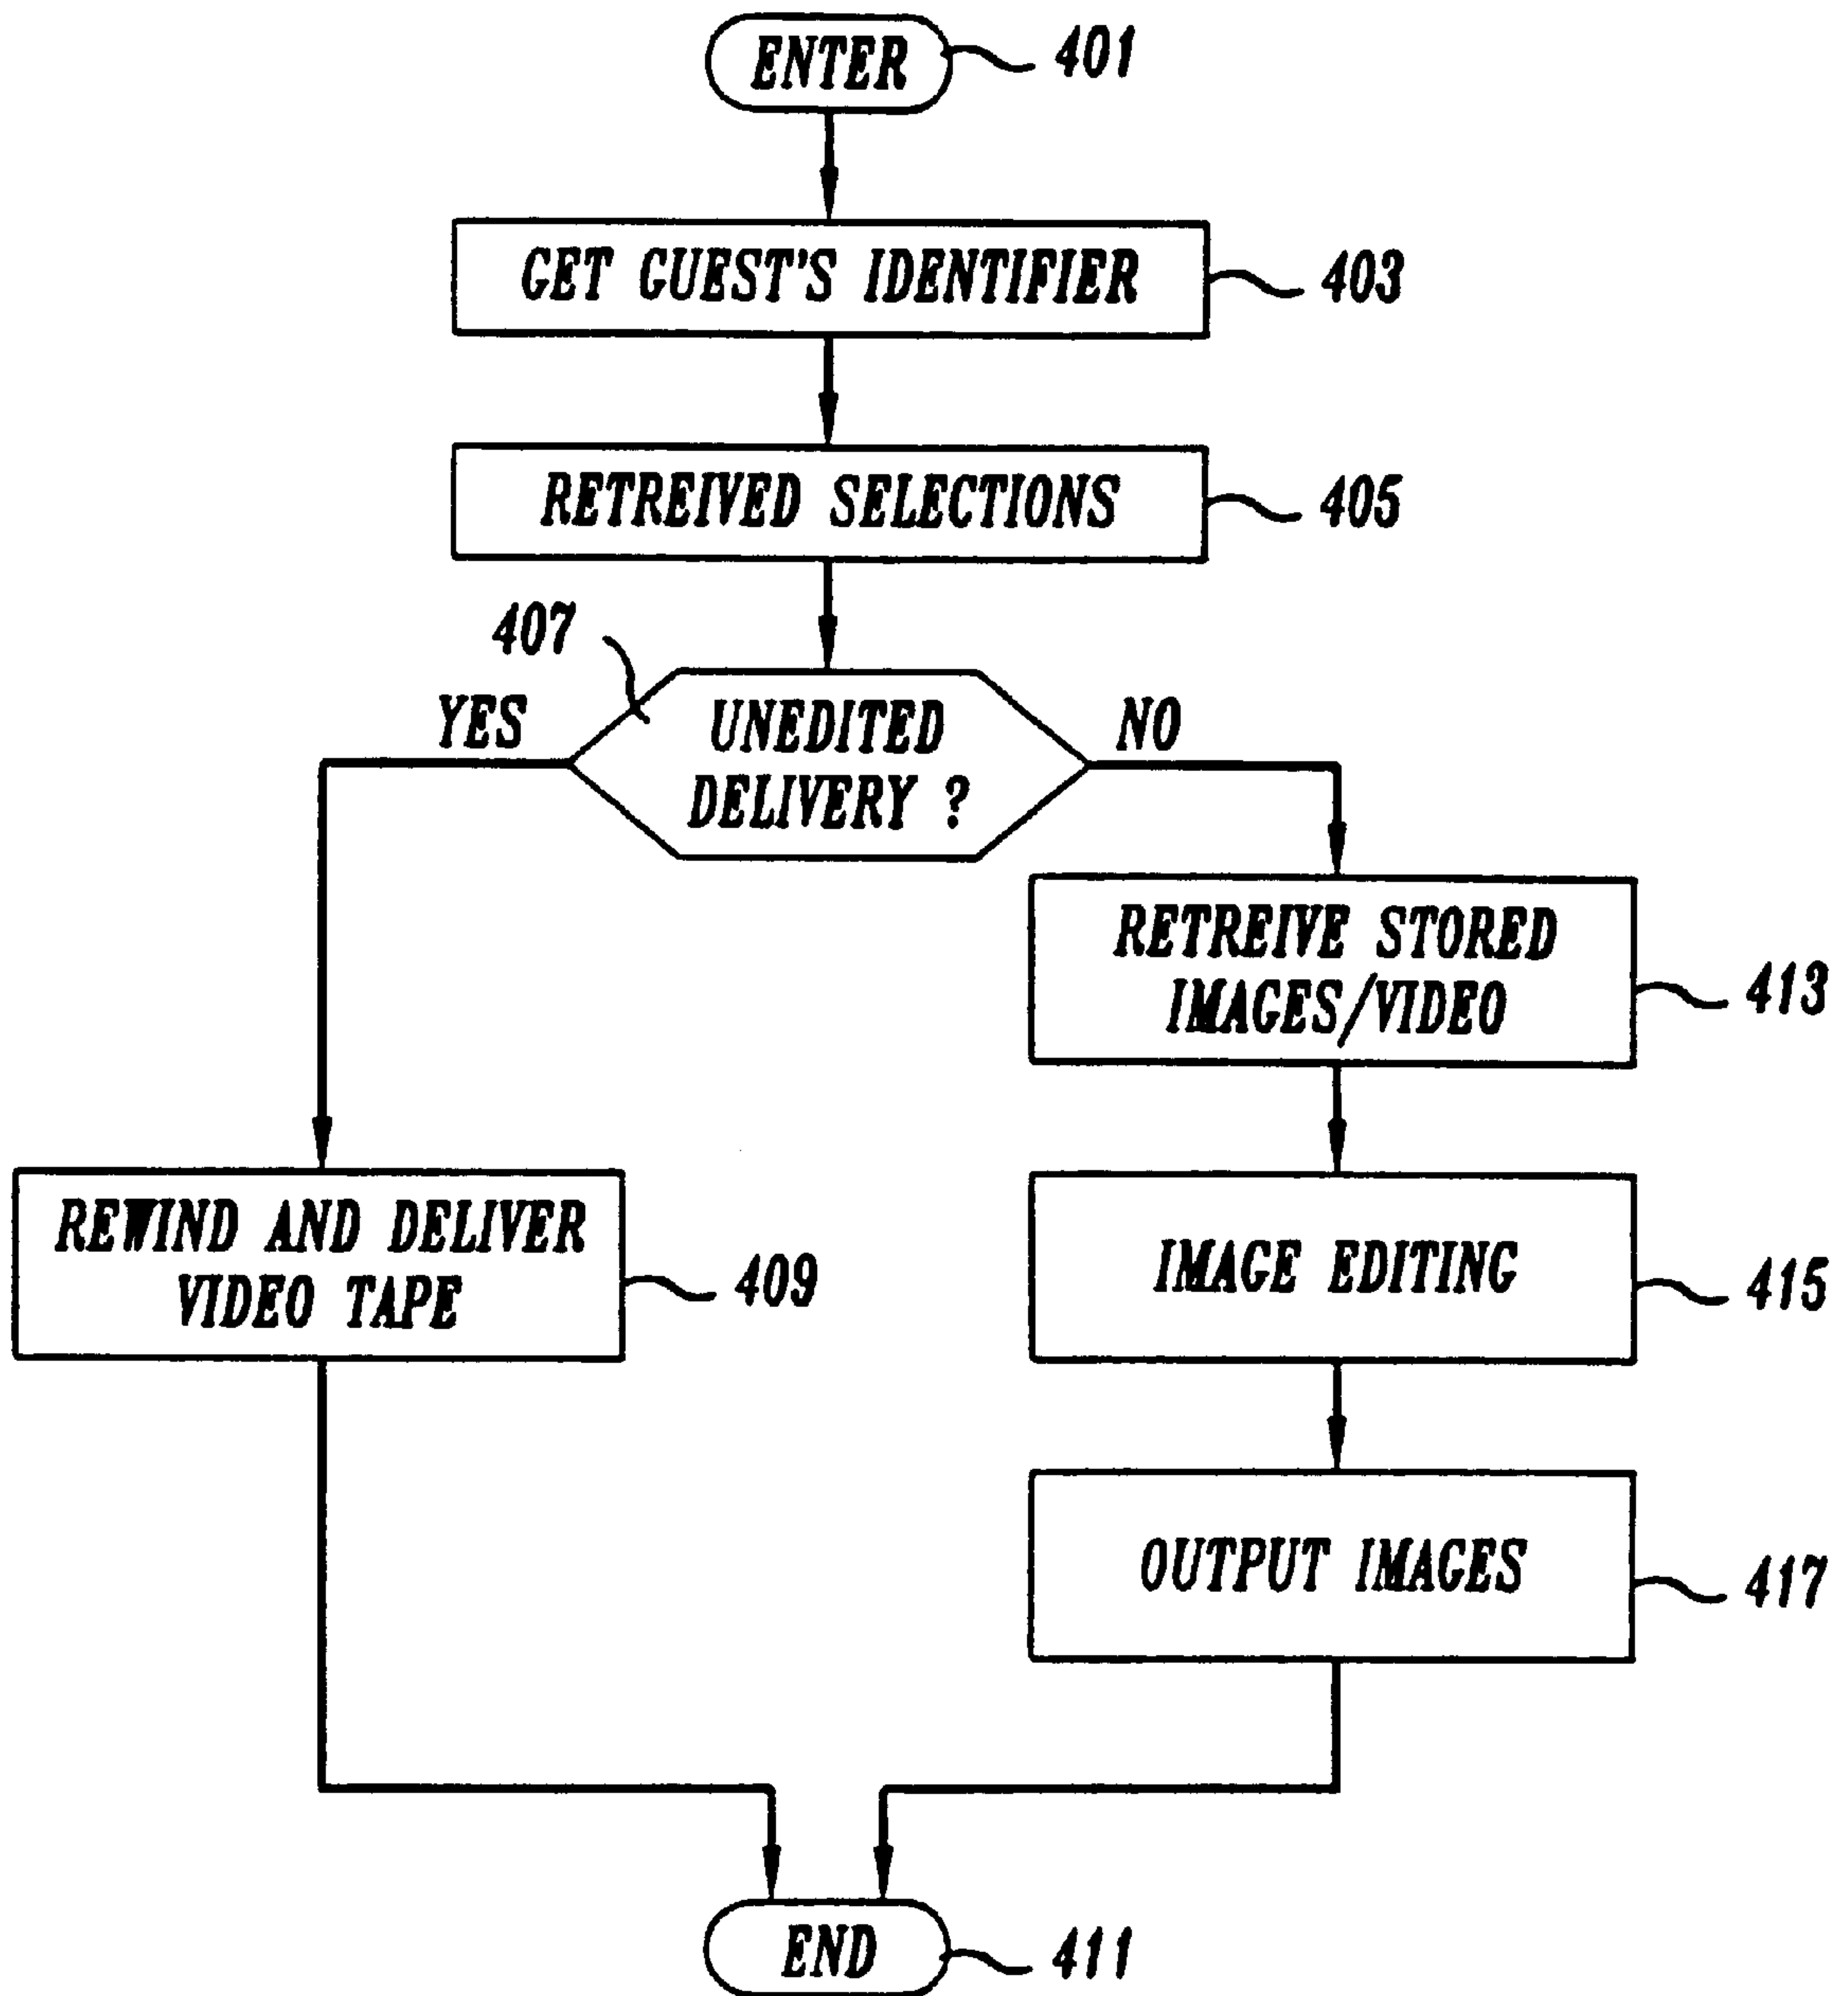 ENTER
401
GET GUEST'S IDENTIFIER
403
RETREIVED SELECTIONS
405
407
YES
UNEDITED
DELIVERY ?
NO
RETREIVE STORED
IMAGES/VIDEO
413
REWIND AND DELIVER
VIDEO TAPE
409
IMAGE EDITING
415
OUTPUT IMAGES
417
END
411